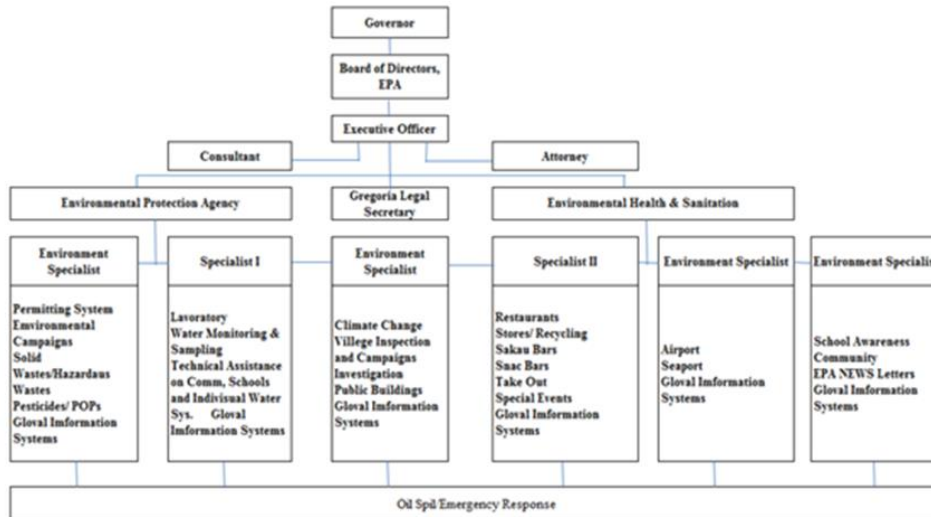 Governor
Board of Directors,
EPA
Executive Officer
Consultant
Attorney
Environmental Protection Agency
Gregoria Legal
Secretary
Environmental Health & Sanitation
Environment
Specialist
Specialist I
Environment
Specialist
Specialist II
Environment Specialist
Environment Specialist
Permitting System
Emvironmental
Campaigns
Solid
Wastes/Hazardaus
Wastes
Pesticides/ POPs
Gloval Imformation
Systems
Lavoratory
Water Monitoring &
Sampling
Technical Assistance
on Comm, Schools
and Indivisual Water
Sys. Gloval
Imformation Systems
Climate Change
Villege Inspection
and Campaigns
Investigation
Public Buildings
Gloval Imformation
Systems
Restaurants
Stores/ Recycling
Sakau Bars
Snac Bars
Take Out
Special Events
Gloval Imformation
Systems
Airport
Seaport
Gloval Imformation
Systems
School Awareness
Community
EPA NEWS Letters
Gloval Imformation
Systems
Oil Spil/Emergency Response